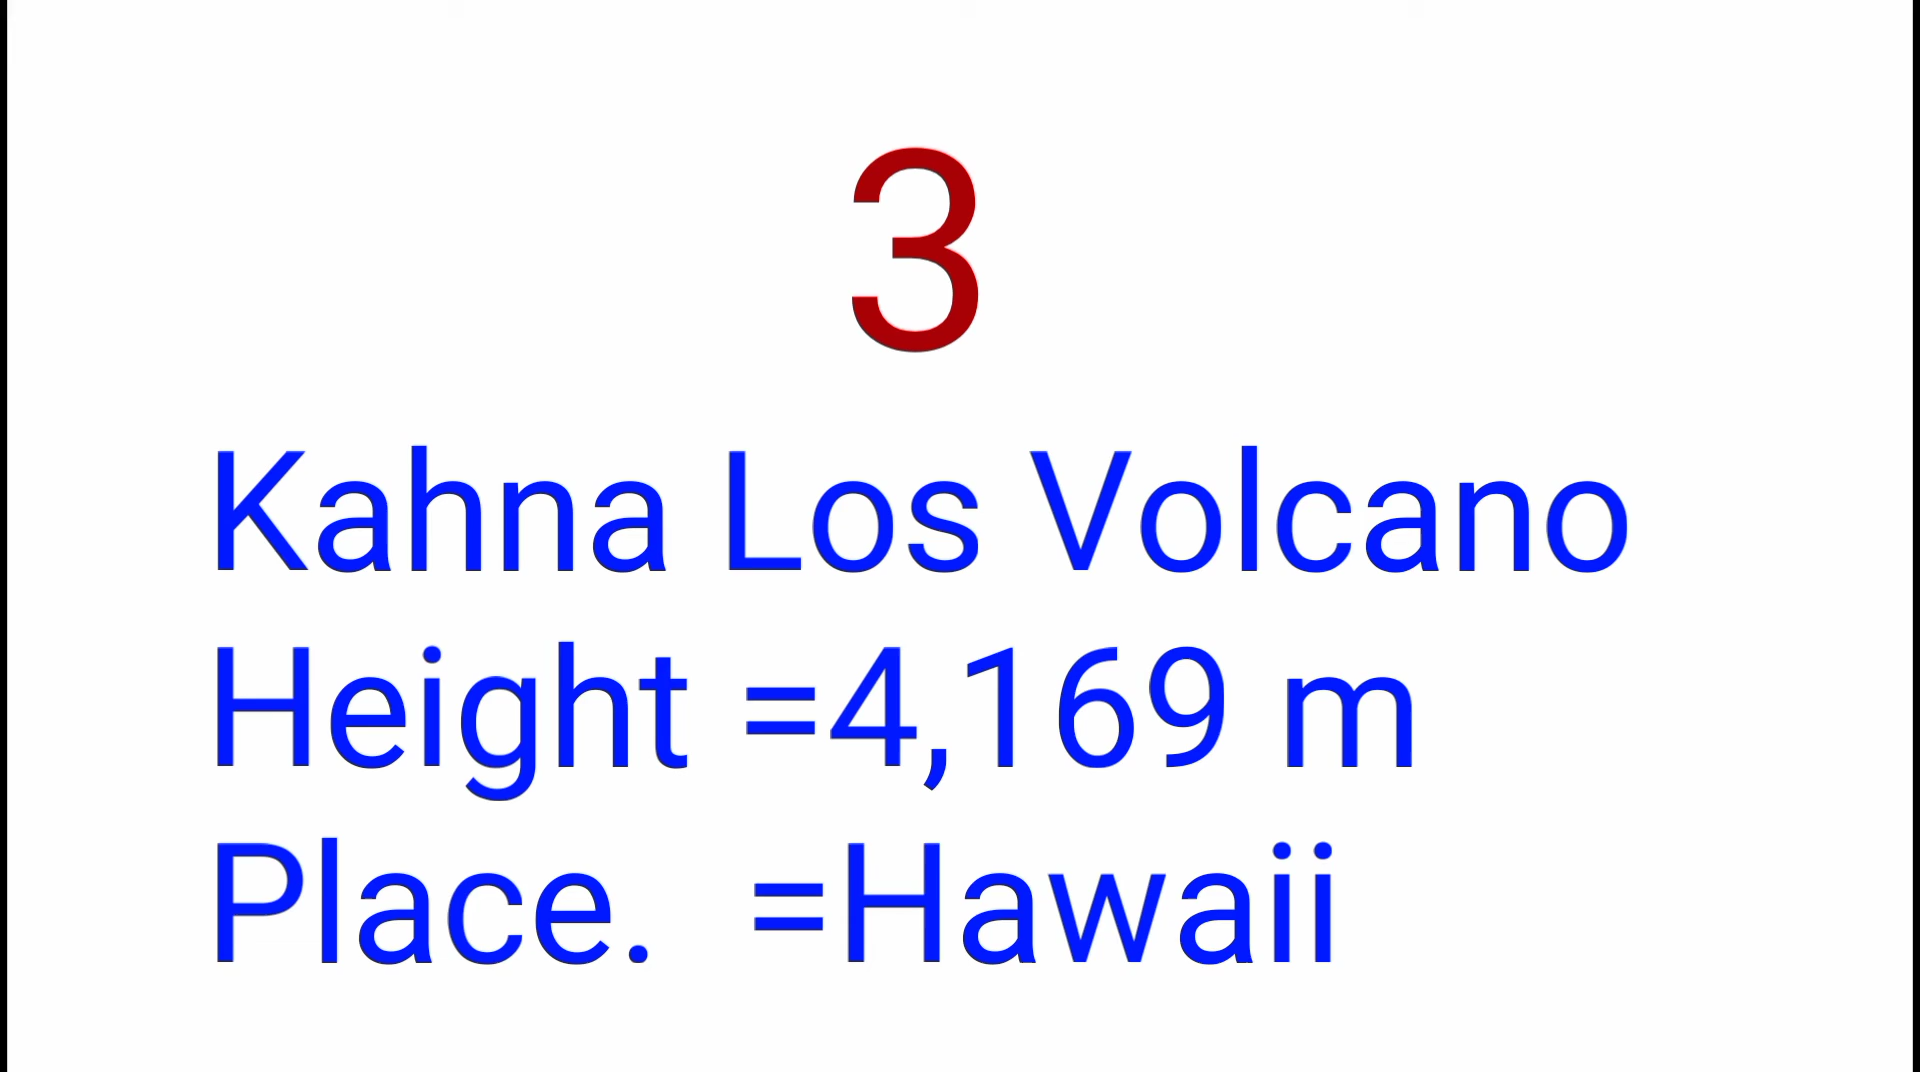 3
Kahna Los Volcano
Height =4,169 m
Place.  =Hawaii